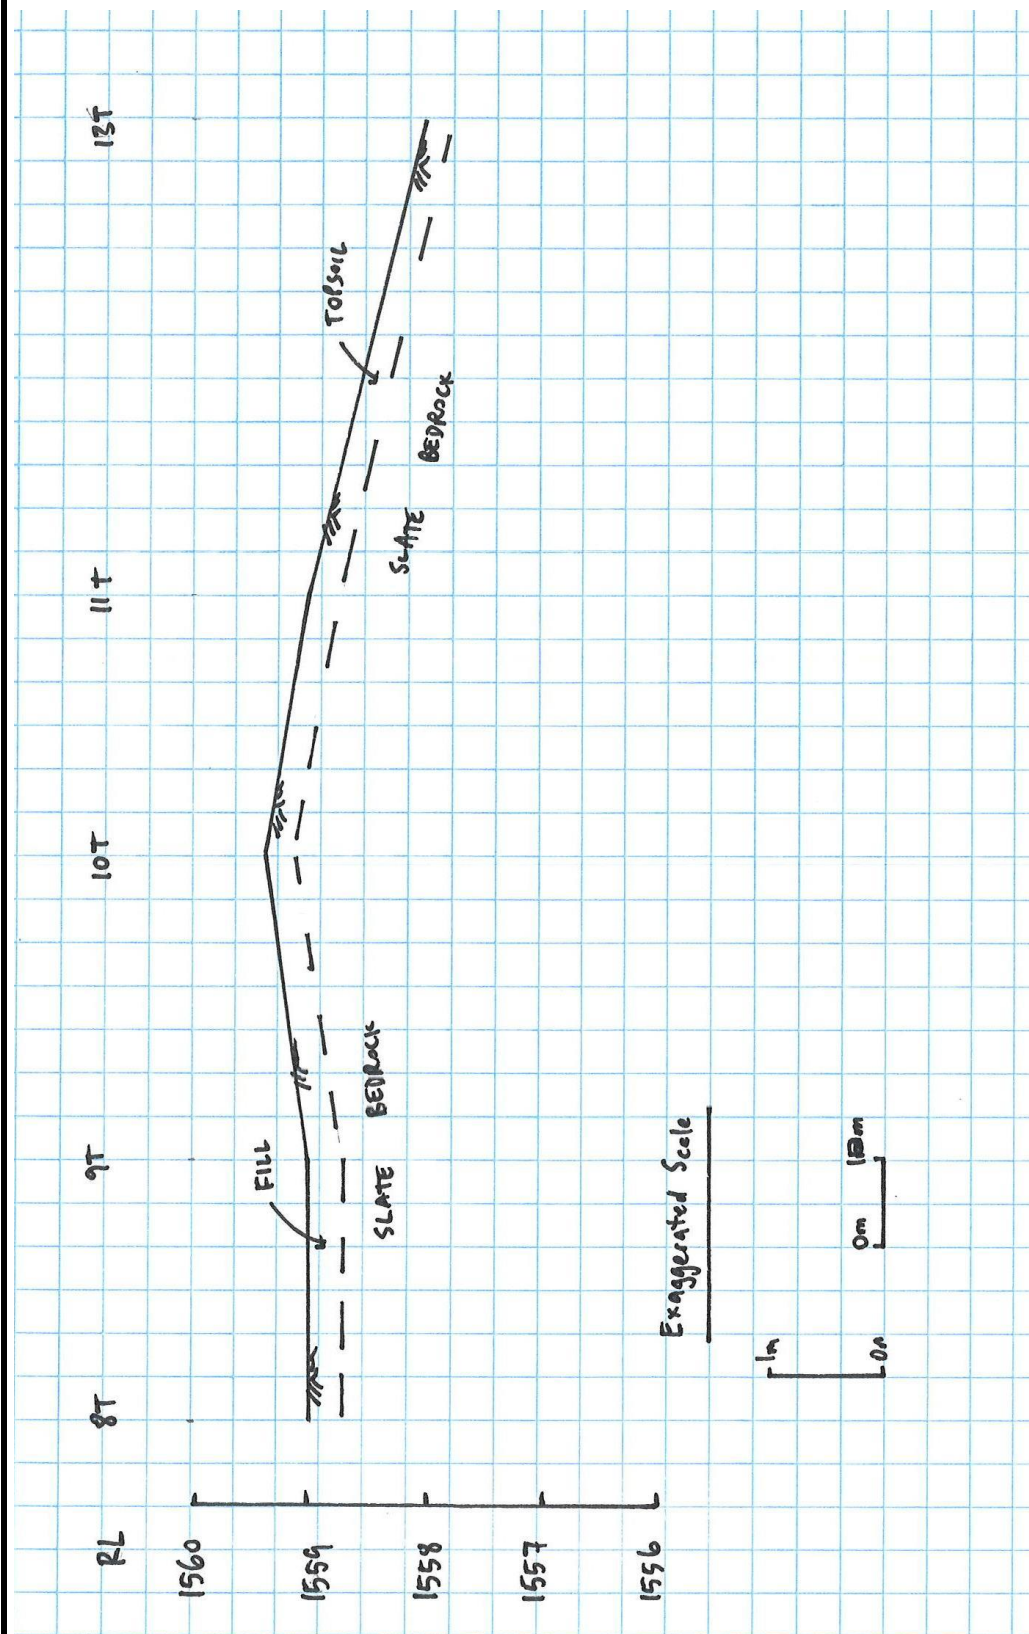 RL
8T
9T
10T
11T
13T
1560
1559
1558
1557
1556
FILL
TOPSOIL
SLATE BEDROCK
SLATE BEDROCK
Exaggerated Scale
1m
0m
0m